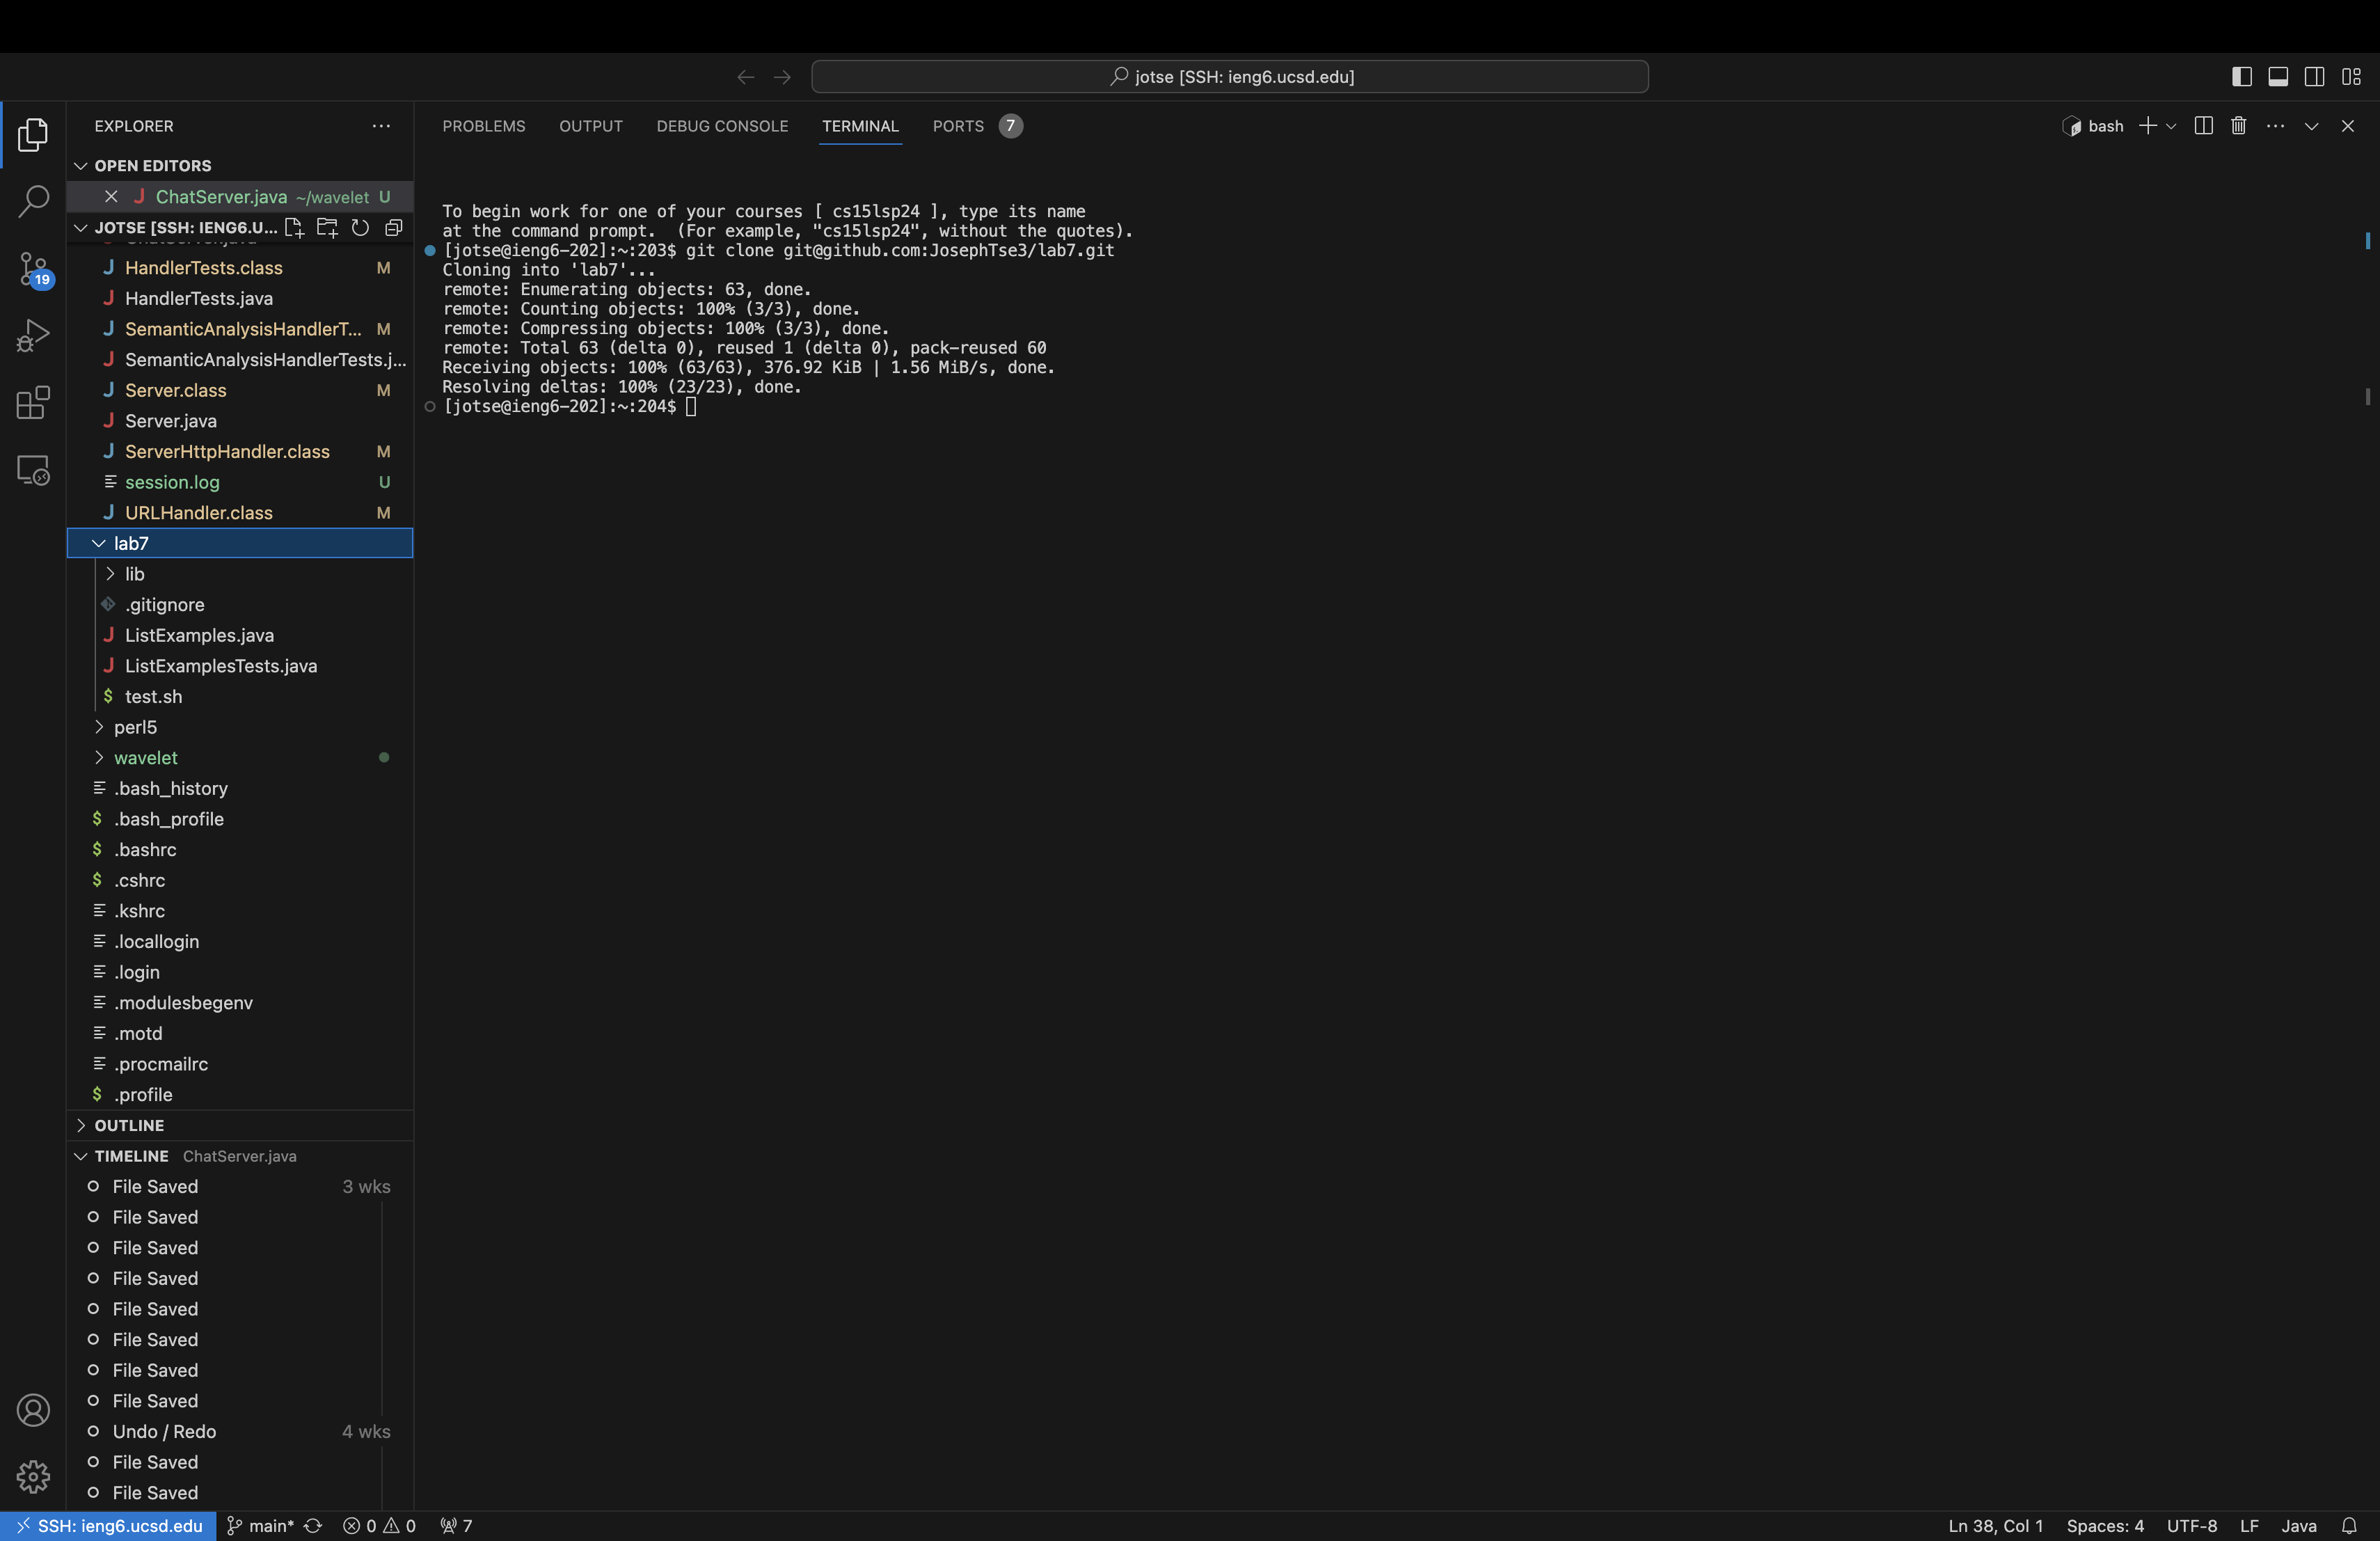 jotse [SSH: ieng6.ucsd.edu]
EXPLORER
OPEN EDITORS
ChatServer.java ~/wavelet U
JOTSE [SSH: IENG6.U...
HandlerTests.class M
HandlerTests.java
SemanticAnalysisHandlerT... M
SemanticAnalysisHandlerTests.j...
Server.class M
Server.java
ServerHttpHandler.class M
session.log U
URLHandler.class M
lab7
lib
.gitignore
ListExamples.java
ListExamplesTests.java
$ test.sh
perl5
wavelet
.bash_history
$ .bash_profile
$ .bashrc
$ .cshrc
.kshrc
.locallogin
.login
.modulesbegenv
.motd
.procmailrc
$ .profile
OUTLINE
TIMELINE ChatServer.java
File Saved 3 wks
File Saved
File Saved
File Saved
File Saved
File Saved
File Saved
File Saved
Undo / Redo 4 wks
File Saved
File Saved
19
PROBLEMS OUTPUT DEBUG CONSOLE TERMINAL PORTS 7
bash
To begin work for one of your courses [ cs15lsp24 ], type its name
at the command prompt.  (For example, "cs15lsp24", without the quotes).
[jotse@ieng6-202]:~:203$ git clone git@github.com:JosephTse3/lab7.git
Cloning into 'lab7'...
remote: Enumerating objects: 63, done.
remote: Counting objects: 100% (3/3), done.
remote: Compressing objects: 100% (3/3), done.
remote: Total 63 (delta 0), reused 1 (delta 0), pack-reused 60
Receiving objects: 100% (63/63), 376.92 KiB | 1.56 MiB/s, done.
Resolving deltas: 100% (23/23), done.
[jotse@ieng6-202]:~:204$
SSH: ieng6.ucsd.edu main* 0 0 7
Ln 38, Col 1 Spaces: 4 UTF-8 LF Java